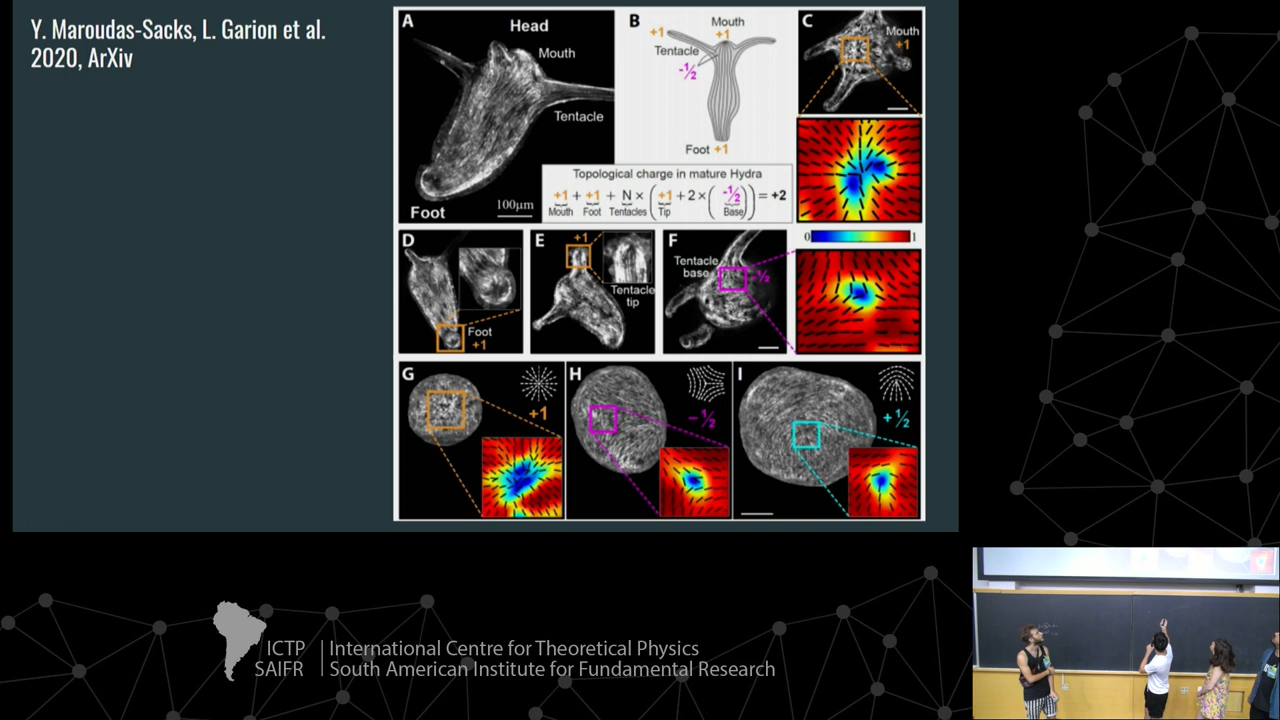 Y. Maroudas-Sacks, L. Garion et al.
2020, ArXiv
A
Head
Mouth
Tentacle
100μm
Foot
B
Mouth
+1
+1
Tentacle
-½
Foot +1
Topological charge in mature Hydra
+1 + +1 + N × ( +1 + 2 × ( -½ ) ) = +2
Mouth Foot Tentacles Tip Base
C
Mouth
+1
0 1
D
Foot
+1
E
+1
Tentacle
tip
F
Tentacle
base
-½
G
+1
H
-½
I
+½
ICTP
SAIFR
International Centre for Theoretical Physics
South American Institute for Fundamental Research